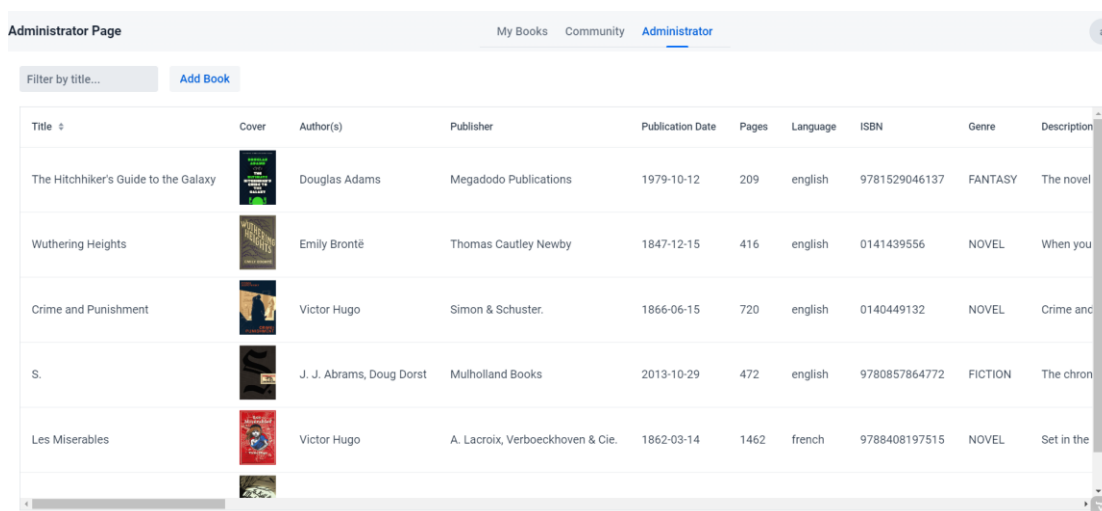 Administrator Page My Books Community Administrator
Filter by title... Add Book
Title Cover Author(s) Publisher Publication Date Pages Language ISBN Genre Description
The Hitchhiker's Guide to the Galaxy Douglas Adams Megadodo Publications 1979-10-12 209 english 9781529046137 FANTASY The novel
Wuthering Heights WUTHERING HEIGHTS Emily Brontë Thomas Cautley Newby 1847-12-15 416 english 0141439556 NOVEL When you
Crime and Punishment Victor Hugo Simon & Schuster. 1866-06-15 720 english 0140449132 NOVEL Crime and
S. J. J. Abrams, Doug Dorst Mulholland Books 2013-10-29 472 english 9780857864772 FICTION The chron
Les Miserables Victor Hugo A. Lacroix, Verboeckhoven & Cie. 1862-03-14 1462 french 9788408197515 NOVEL Set in the